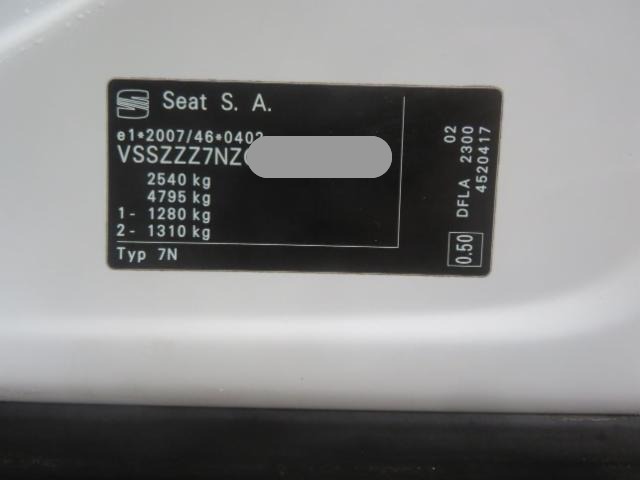 Seat S. A.
e1*2007/46*0402
VSSZZZ7NZ
2540 kg
4795 kg
1- 1280 kg
2- 1310 kg
Typ 7N
02
DFLA 2300
4520417
0.50